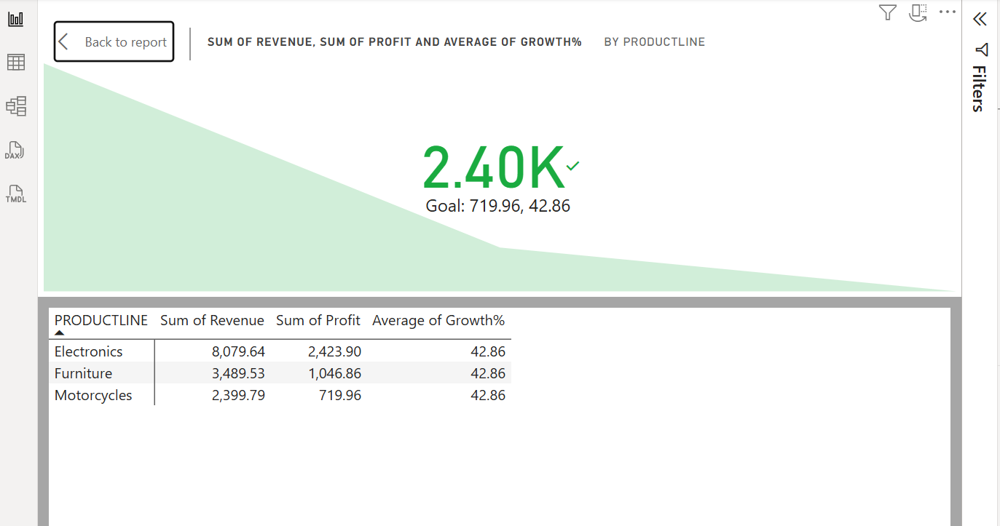 Back to report
SUM OF REVENUE, SUM OF PROFIT AND AVERAGE OF GROWTH% BY PRODUCTLINE
Filters
DAX
TMDL
2.40K
Goal: 719.96, 42.86
PRODUCTLINE Sum of Revenue Sum of Profit Average of Growth%
Electronics 8,079.64 2,423.90 42.86
Furniture 3,489.53 1,046.86 42.86
Motorcycles 2,399.79 719.96 42.86